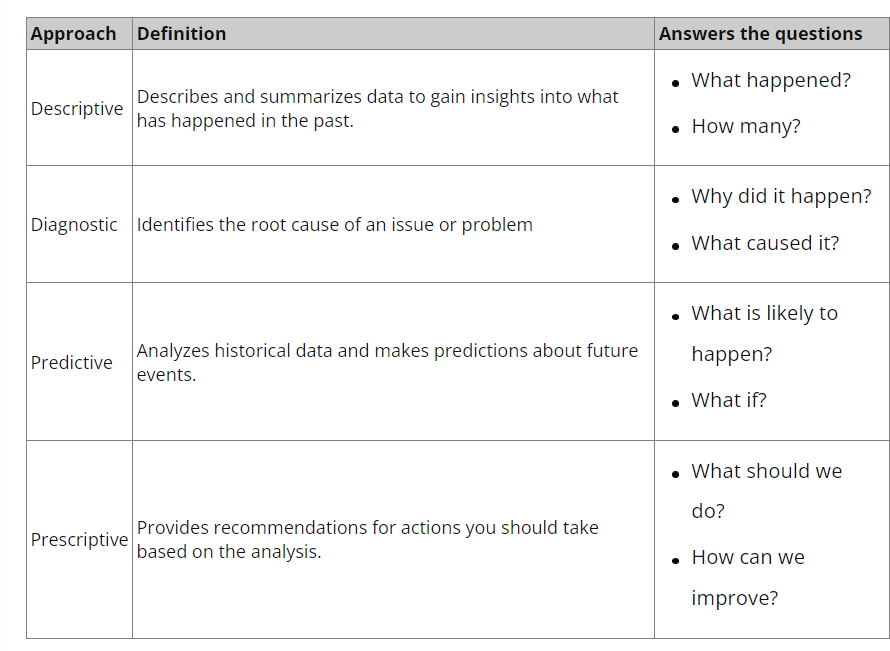 Approach Definition Answers the questions
Descriptive
Describes and summarizes data to gain insights into what
has happened in the past.
• What happened?
• How many?
Diagnostic
Identifies the root cause of an issue or problem
• Why did it happen?
• What caused it?
Predictive
Analyzes historical data and makes predictions about future
events.
• What is likely to
happen?
• What if?
Prescriptive
Provides recommendations for actions you should take
based on the analysis.
• What should we
do?
• How can we
improve?